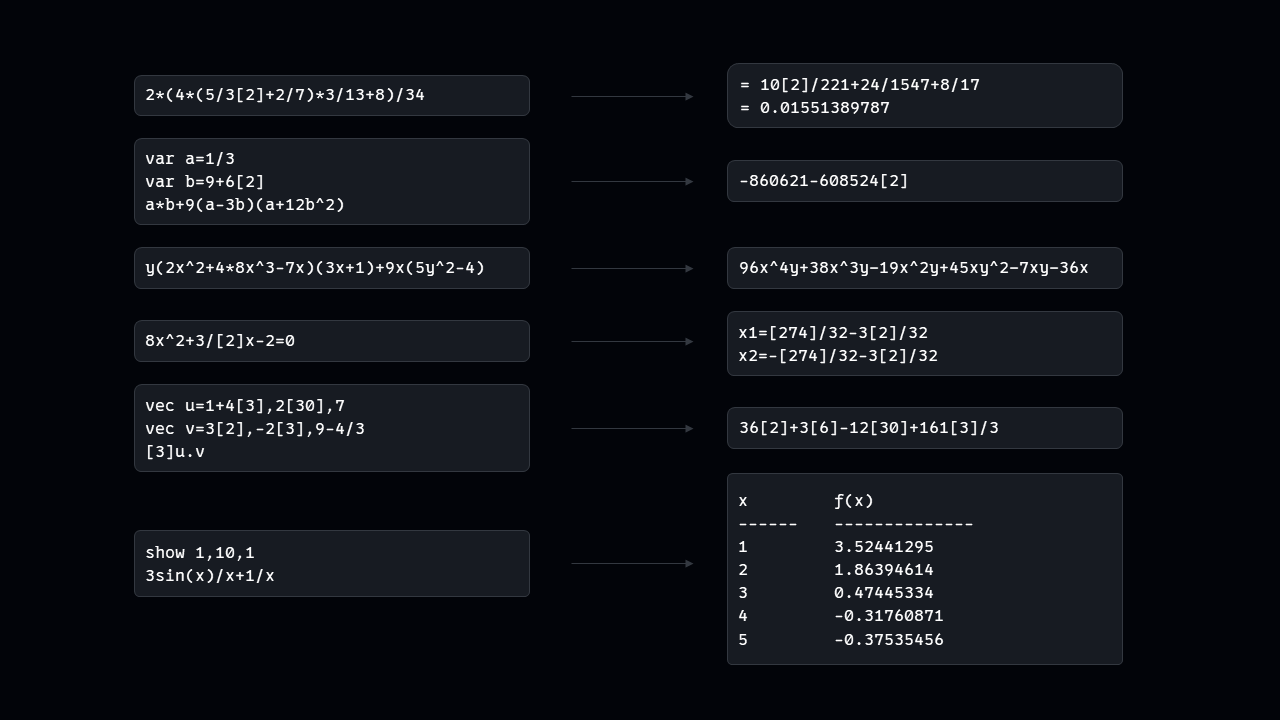 2*(4*(5/3[2]+2/7)*3/13+8)/34
= 10[2]/221+24/1547+8/17
= 0.01551389787
var a=1/3
var b=9+6[2]
a*b+9(a-3b)(a+12b^2)
-860621-608524[2]
y(2x^2+4*8x^3-7x)(3x+1)+9x(5y^2-4)
96x^4y+38x^3y-19x^2y+45xy^2-7xy-36x
8x^2+3/[2]x-2=0
x1=[274]/32-3[2]/32
x2=-[274]/32-3[2]/32
vec u=1+4[3],2[30],7
vec v=3[2],-2[3],9-4/3
[3]u.v
36[2]+3[6]-12[30]+161[3]/3
show 1,10,1
3sin(x)/x+1/x
x ƒ(x)
------ --------------
1 3.52441295
2 1.86394614
3 0.47445334
4 -0.31760871
5 -0.37535456